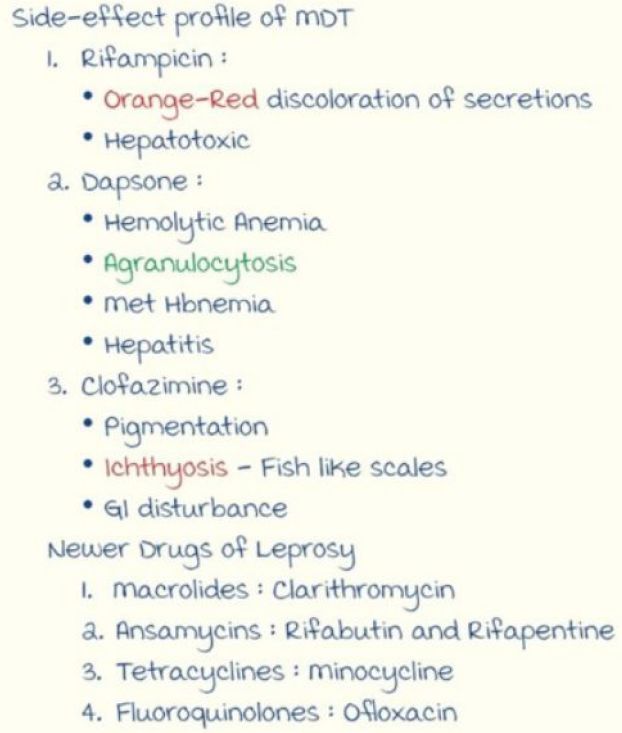 Side-effect profile of MDT
1. Rifampicin :
• Orange-Red discoloration of secretions
• Hepatotoxic
2. Dapsone :
• Hemolytic Anemia
• Agranulocytosis
• met Hbnemia
• Hepatitis
3. Clofazimine :
• Pigmentation
• Ichthyosis - Fish like scales
• GI disturbance
Newer Drugs of Leprosy
1. Macrolides : Clarithromycin
2. Ansamycins : Rifabutin and Rifapentine
3. Tetracyclines : Minocycline
4. Fluoroquinolones : Ofloxacin